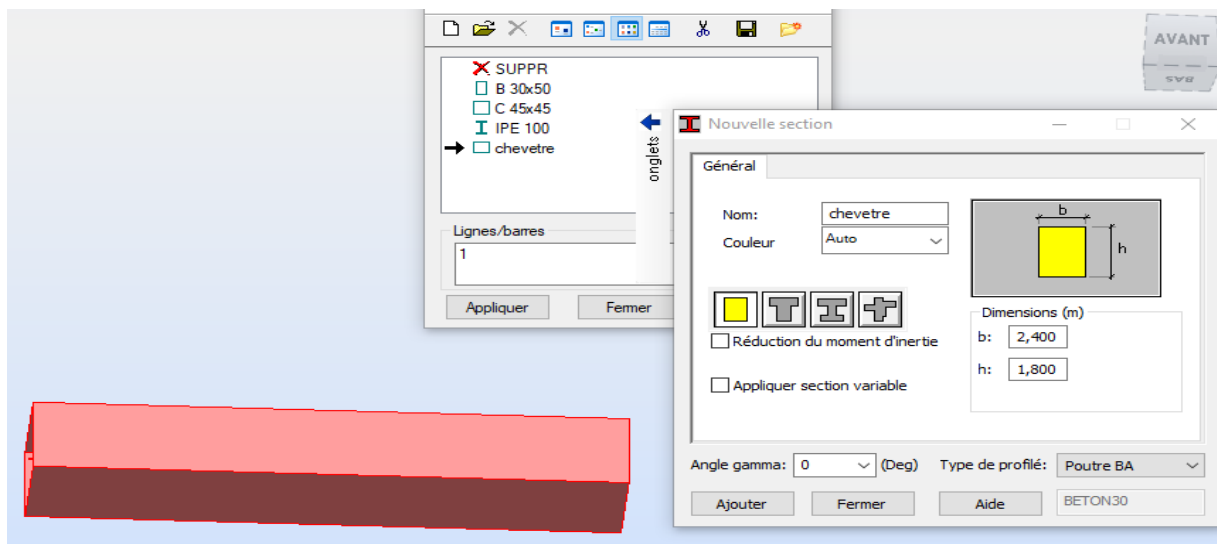 AVANT
BAS
SUPPR
B 30x50
C 45x45
IPE 100
chevetre
onglets
Lignes/barres
1
Appliquer Fermer
Nouvelle section
Général
Nom: chevetre
Couleur Auto
b
h
Réduction du moment d'inertie
Appliquer section variable
Dimensions (m)
b: 2,400
h: 1,800
Angle gamma: 0 (Deg) Type de profilé: Poutre BA
Ajouter Fermer Aide BETON30